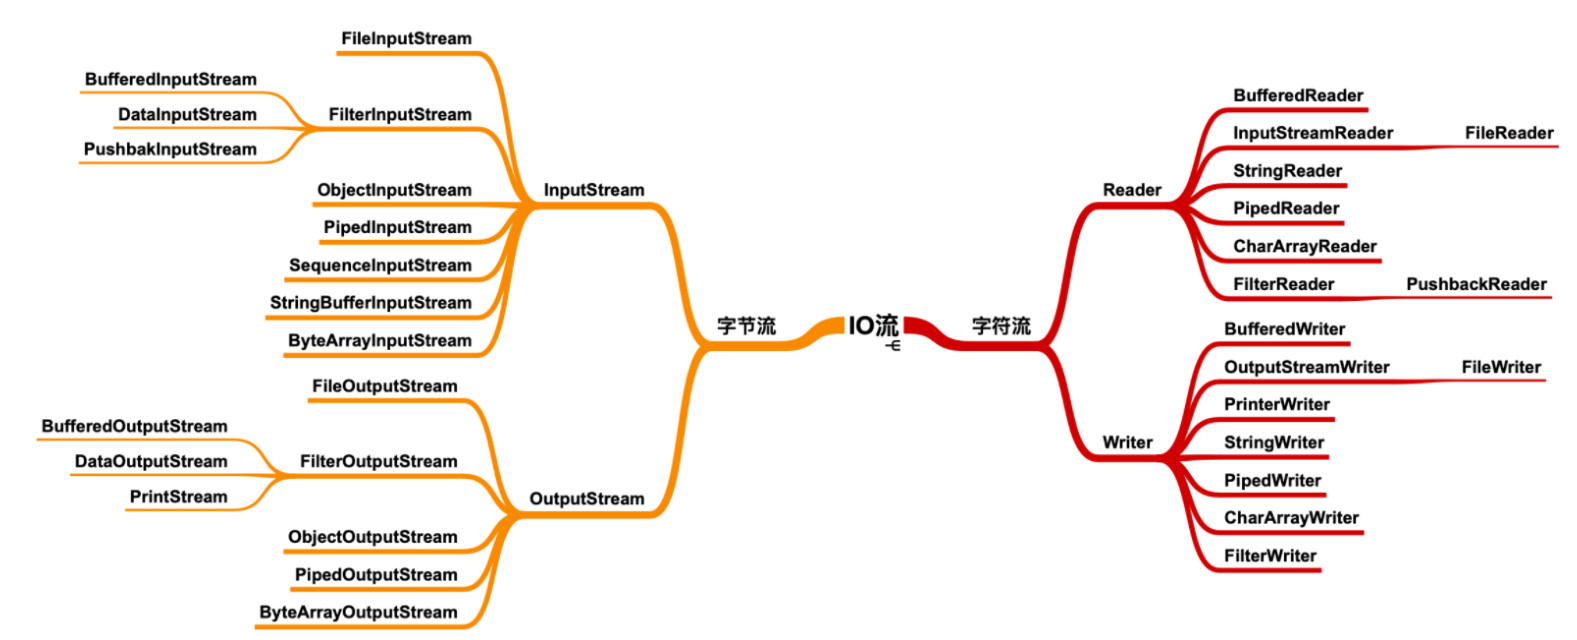 IO流
字节流
InputStream
FileInputStream
FilterInputStream
BufferedInputStream
DataInputStream
PushbakInputStream
ObjectInputStream
PipedInputStream
SequenceInputStream
StringBufferInputStream
ByteArrayInputStream
OutputStream
FileOutputStream
FilterOutputStream
BufferedOutputStream
DataOutputStream
PrintStream
ObjectOutputStream
PipedOutputStream
ByteArrayOutputStream
字符流
Reader
BufferedReader
InputStreamReader
FileReader
StringReader
PipedReader
CharArrayReader
FilterReader
PushbackReader
Writer
BufferedWriter
OutputStreamWriter
FileWriter
PrinterWriter
StringWriter
PipedWriter
CharArrayWriter
FilterWriter